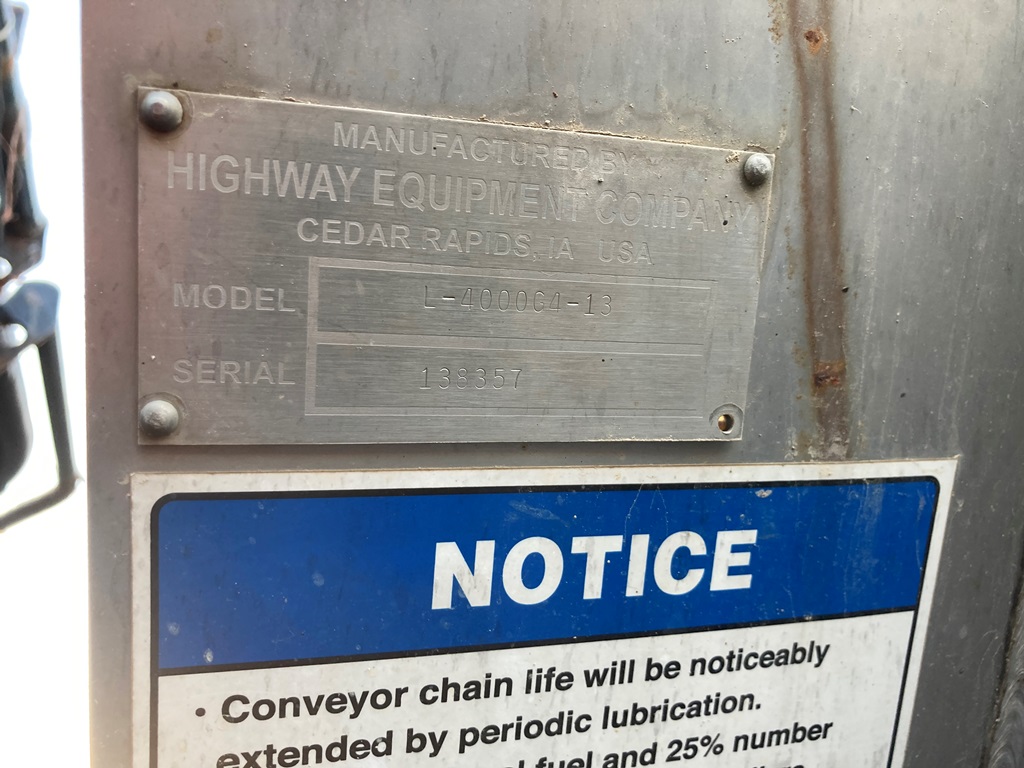 MANUFACTURED BY
HIGHWAY EQUIPMENT COMPANY
CEDAR RAPIDS, IA USA
MODEL L-4000G4-13
SERIAL 138357
NOTICE
· Conveyor chain life will be noticeably
extended by periodic lubrication.
fuel and 25% number